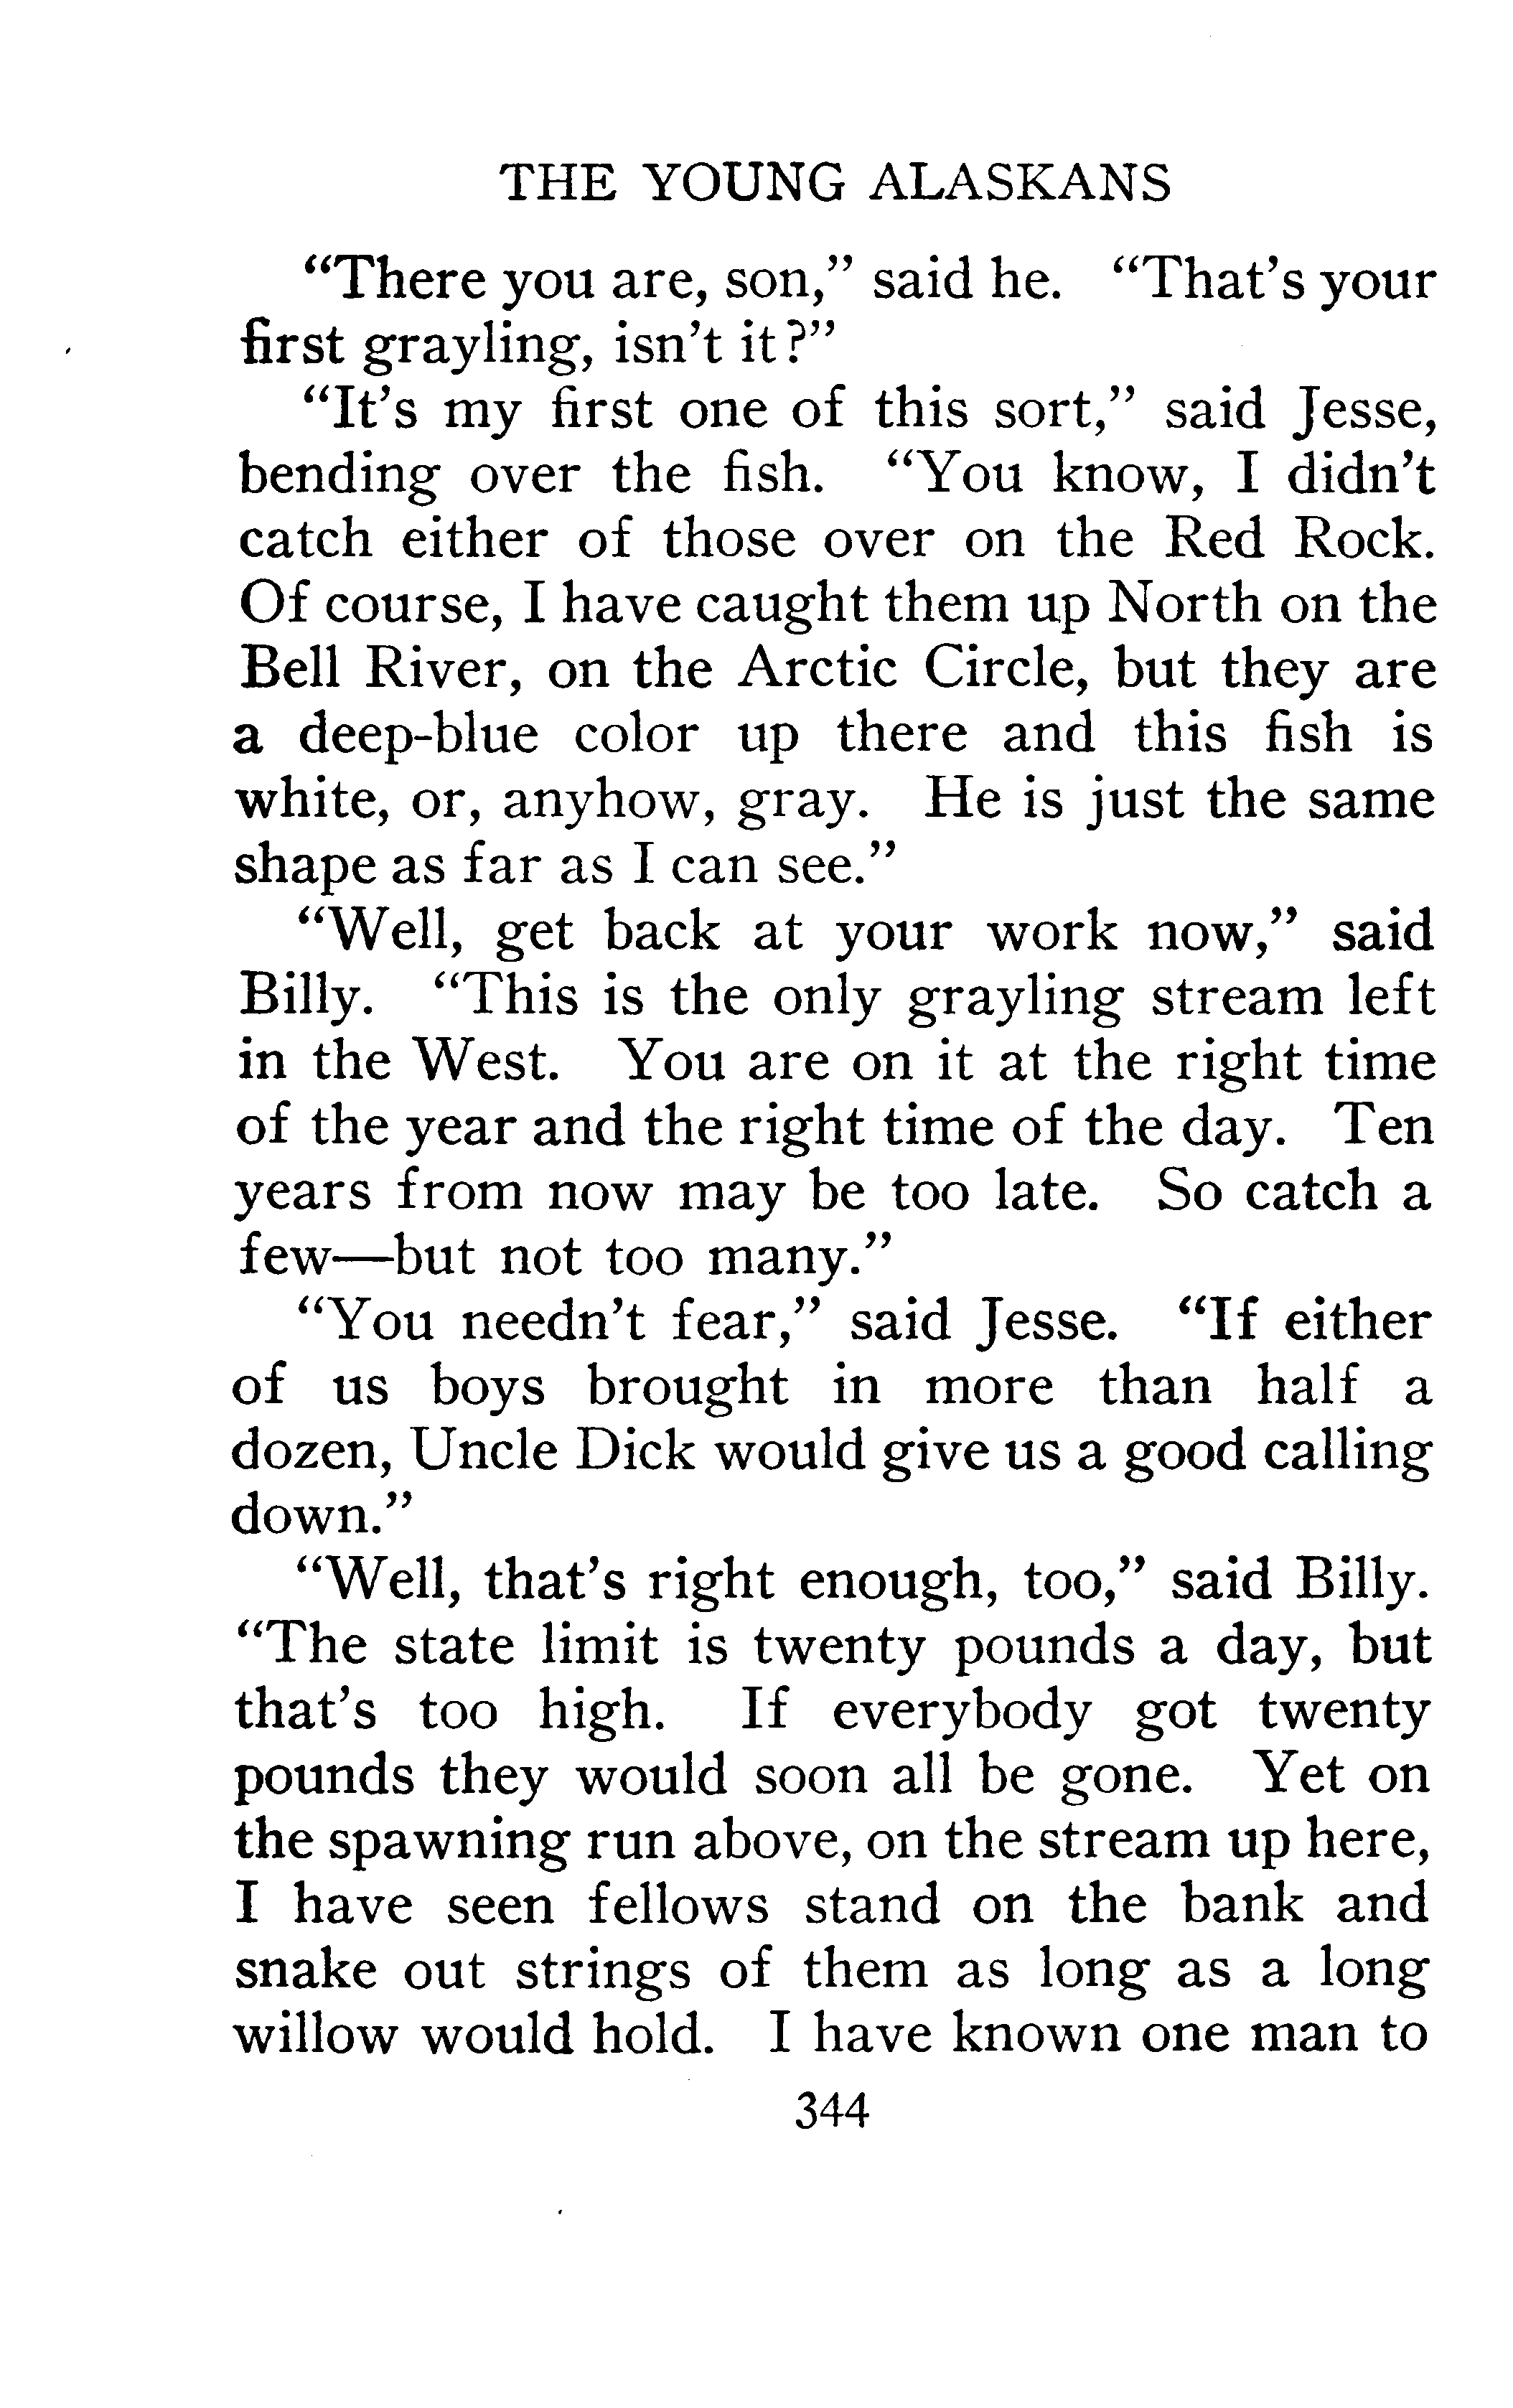 THE YOUNG ALASKANS
“There you are, son,” said he. “That’s your
first grayling, isn’t it?”
“It’s my first one of this sort,” said Jesse,
bending over the fish. “You know, I didn’t
catch either of those over on the Red Rock.
Of course, I have caught them up North on the
Bell River, on the Arctic Circle, but they are
a deep-blue color up there and this fish is
white, or, anyhow, gray. He is just the same
shape as far as I can see.”
“Well, get back at your work now,” said
Billy. “This is the only grayling stream left
in the West. You are on it at the right time
of the year and the right time of the day. Ten
years from now may be too late. So catch a
few—but not too many.”
“You needn’t fear,” said Jesse. “If either
of us boys brought in more than half a
dozen, Uncle Dick would give us a good calling
down.”
“Well, that’s right enough, too,” said Billy.
“The state limit is twenty pounds a day, but
that’s too high. If everybody got twenty
pounds they would soon all be gone. Yet on
the spawning run above, on the stream up here,
I have seen fellows stand on the bank and
snake out strings of them as long as a long
willow would hold. I have known one man to
344